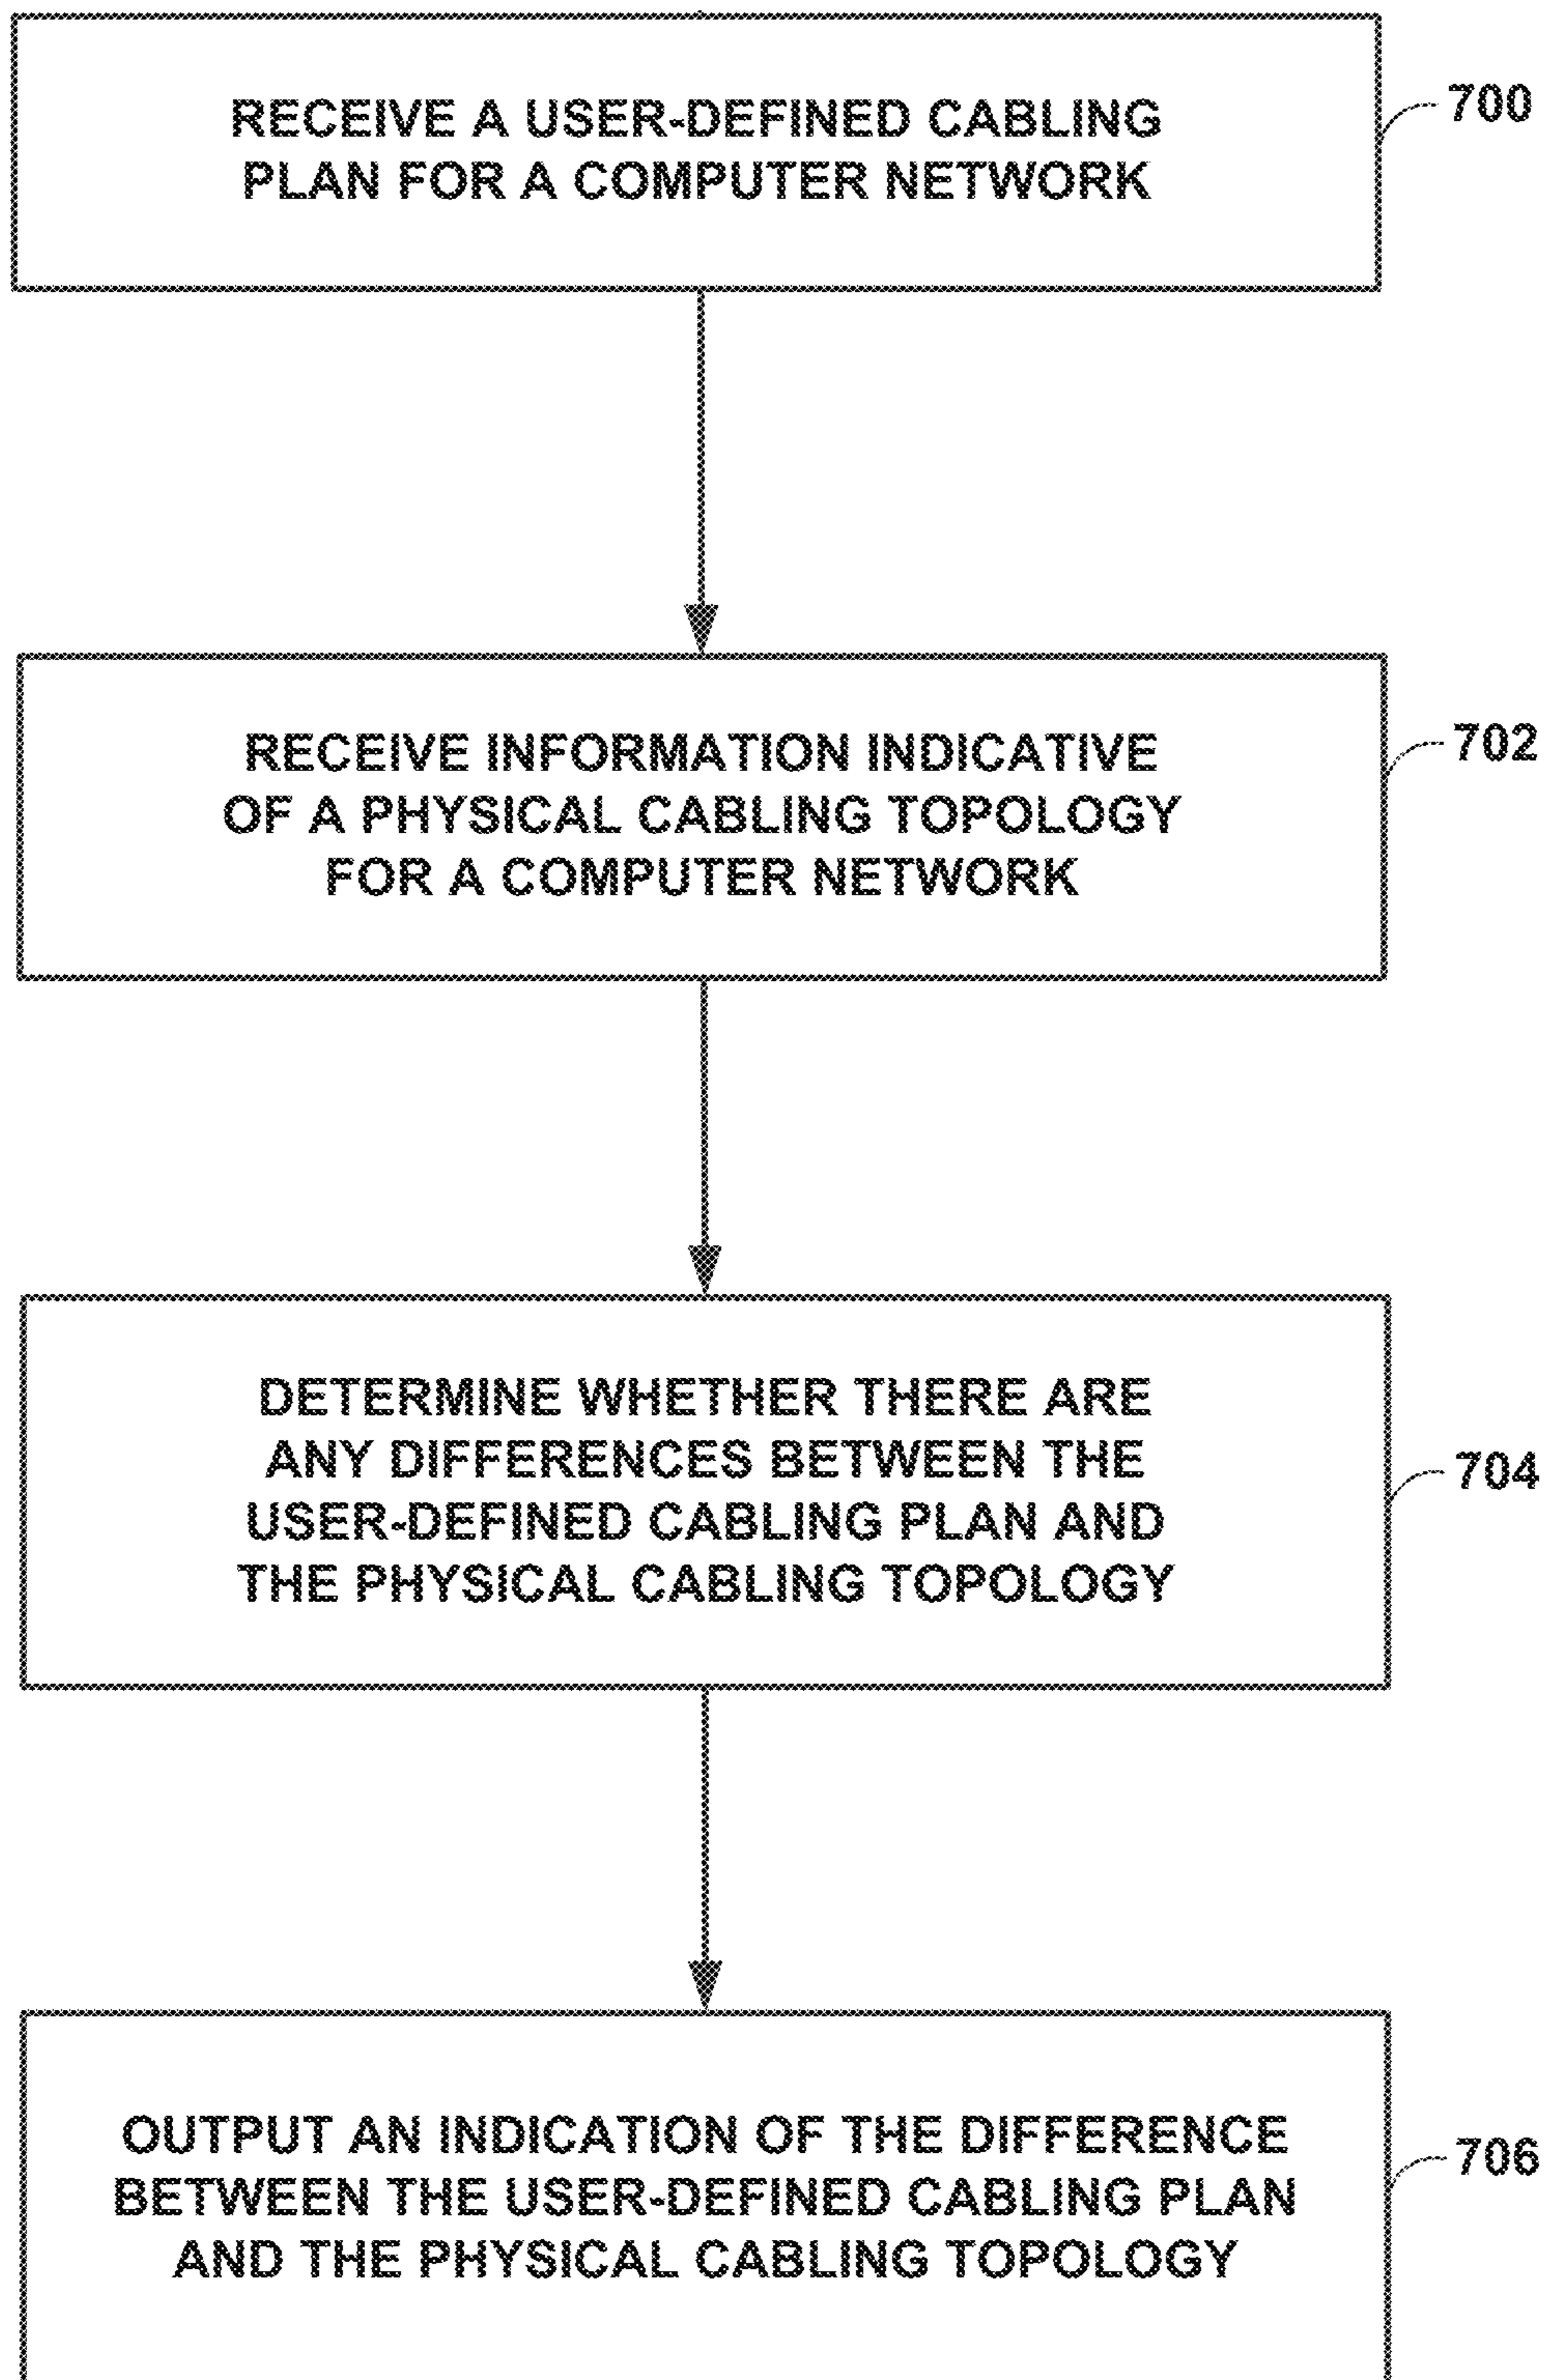 RECEIVE A USER-DEFINED CABLING
PLAN FOR A COMPUTER NETWORK
700
RECEIVE INFORMATION INDICATIVE
OF A PHYSICAL CABLING TOPOLOGY
FOR A COMPUTER NETWORK
702
DETERMINE WHETHER THERE ARE
ANY DIFFERENCES BETWEEN THE
USER-DEFINED CABLING PLAN AND
THE PHYSICAL CABLING TOPOLOGY
704
OUTPUT AN INDICATION OF THE DIFFERENCE
BETWEEN THE USER-DEFINED CABLING PLAN
AND THE PHYSICAL CABLING TOPOLOGY
706